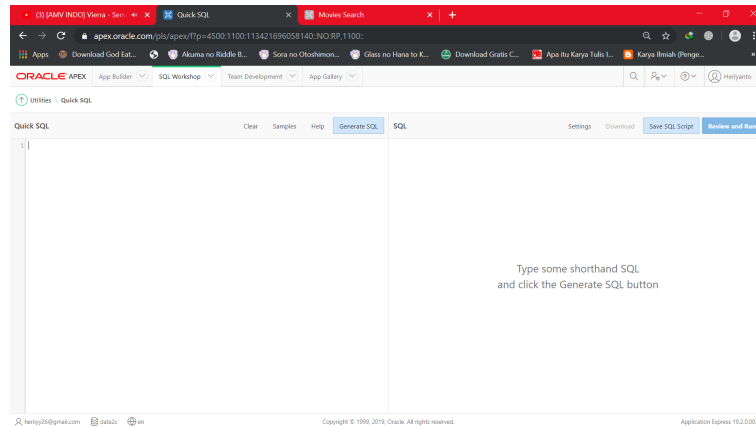 (3) [AMV INDO] Vierra - Sem
Quick SQL
Movies Search
apex.oracle.com/pls/apex/f?p=4500:1100:113421696058140::NO:RP,1100::
Apps
Download God Eat...
Akuma no Riddle B...
Sora no Otoshimon...
Glass no Hana to K...
Download Gratis C...
Apa itu Karya Tulis I...
Karya Ilmiah (Penge...
ORACLE APEX
App Builder
SQL Workshop
Team Development
App Gallery
Heriyanto
Utilities \ Quick SQL
Quick SQL
Clear
Samples
Help
Generate SQL
SQL
Settings
Download
Save SQL Script
Review and Run
1
Type some shorthand SQL
and click the Generate SQL button
heriyy26@gmail.com
data2c
en
Copyright © 1999, 2019, Oracle. All rights reserved.
Application Express 19.2.0.00.